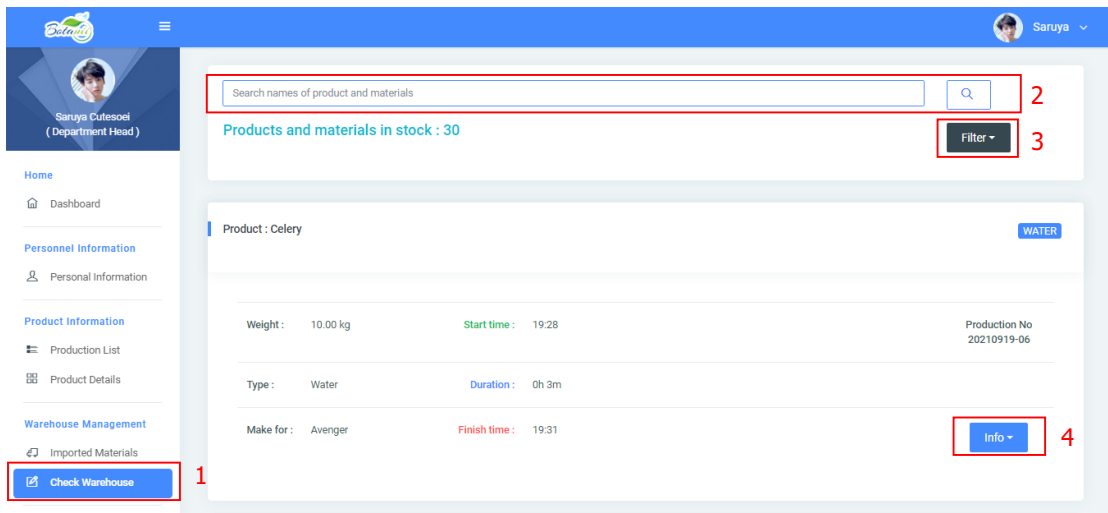 Botanii
Saruya
Saruya Cutesoei
( Department Head )
Home
Dashboard
Personnel Information
Personal Information
Product Information
Production List
Product Details
Warehouse Management
Imported Materials
Check Warehouse
1
Search names of product and materials
2
Products and materials in stock : 30
Filter
3
Product : Celery
WATER
Weight : 10.00 kg Start time : 19:28 Production No
20210919-06
Type : Water Duration : 0h 3m
Make for : Avenger Finish time : 19:31
Info
4